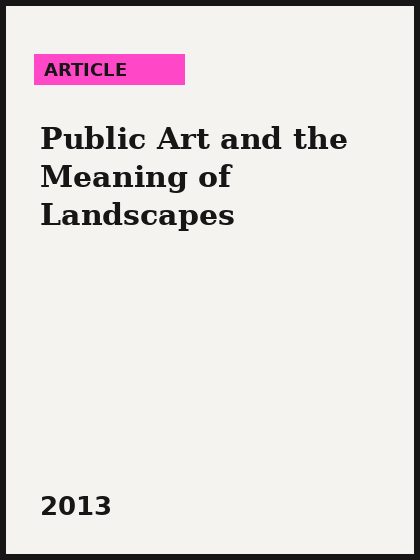 ARTICLE
Public Art and the
Meaning of
Landscapes
2013